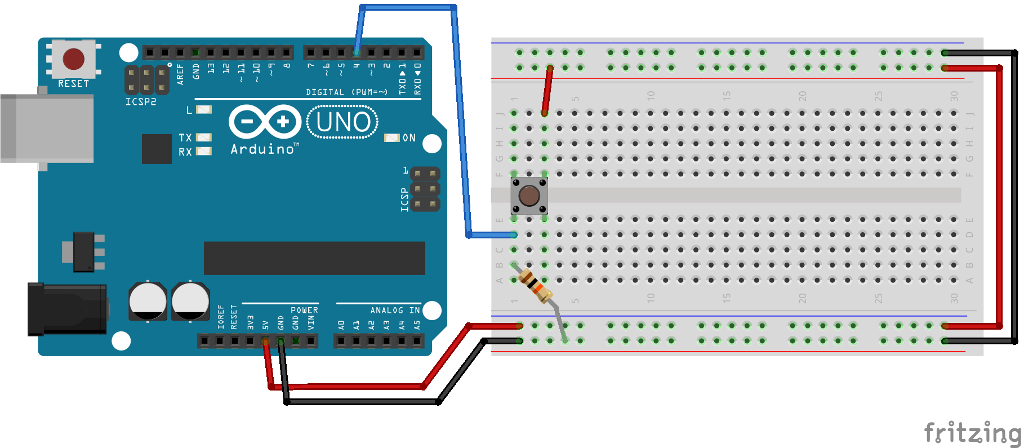 RESET
ICSP2
AREF
GND
13
12
~11
~10
~9
8
7
~6
~5
4
~3
2
TXO▶1
RXO◀0
DIGITAL (PWM=~)
L
TX
RX
UNO
Arduino™
ON
1
ICSP
IOREF
RESET
3V3
5V
GND
GND
VIN
POWER
ANALOG IN
A0
A1
A2
A3
A4
A5
1 5 10 15 20 25 30
J J
I I
H H
G G
F F
E E
D D
C C
B B
A A
1 5 10 15 20 25 30
fritzing